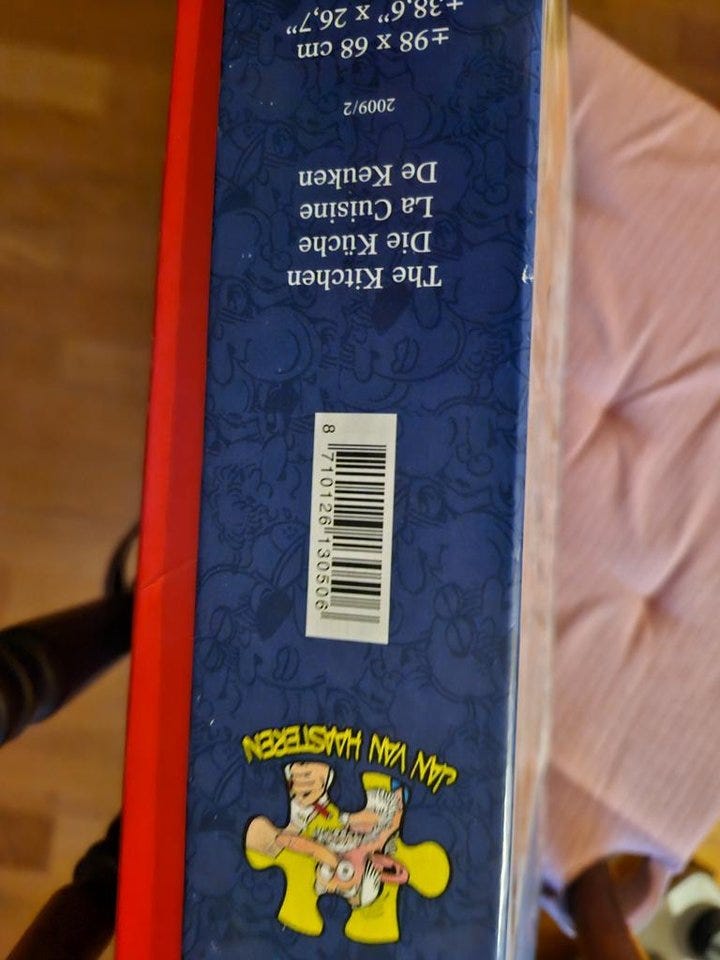 JAN VAN HAASTEREN
8 710126 130506
The Kitchen
Die Küche
La Cuisine
De Keuken
2009/2
±98 x 68 cm
±38,6” x 26,7”